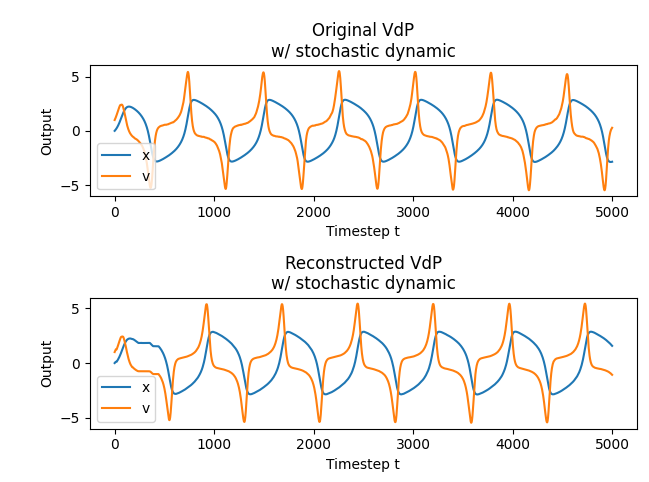 Original VdP
w/ stochastic dynamic
5
0
−5
Output
x
v
0 1000 2000 3000 4000 5000
Timestep t
Reconstructed VdP
w/ stochastic dynamic
5
0
−5
Output
x
v
0 1000 2000 3000 4000 5000
Timestep t